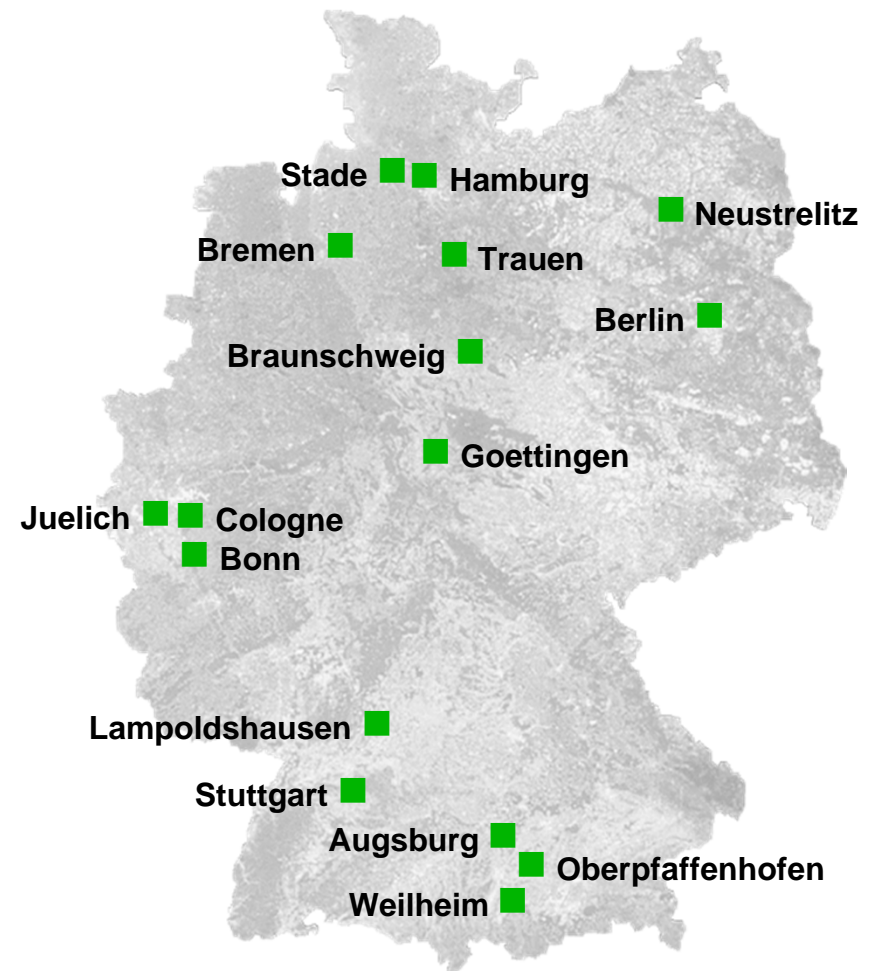 Stade
Hamburg
Neustrelitz
Bremen
Trauen
Berlin
Braunschweig
Goettingen
Juelich
Cologne
Bonn
Lampoldshausen
Stuttgart
Augsburg
Oberpfaffenhofen
Weilheim